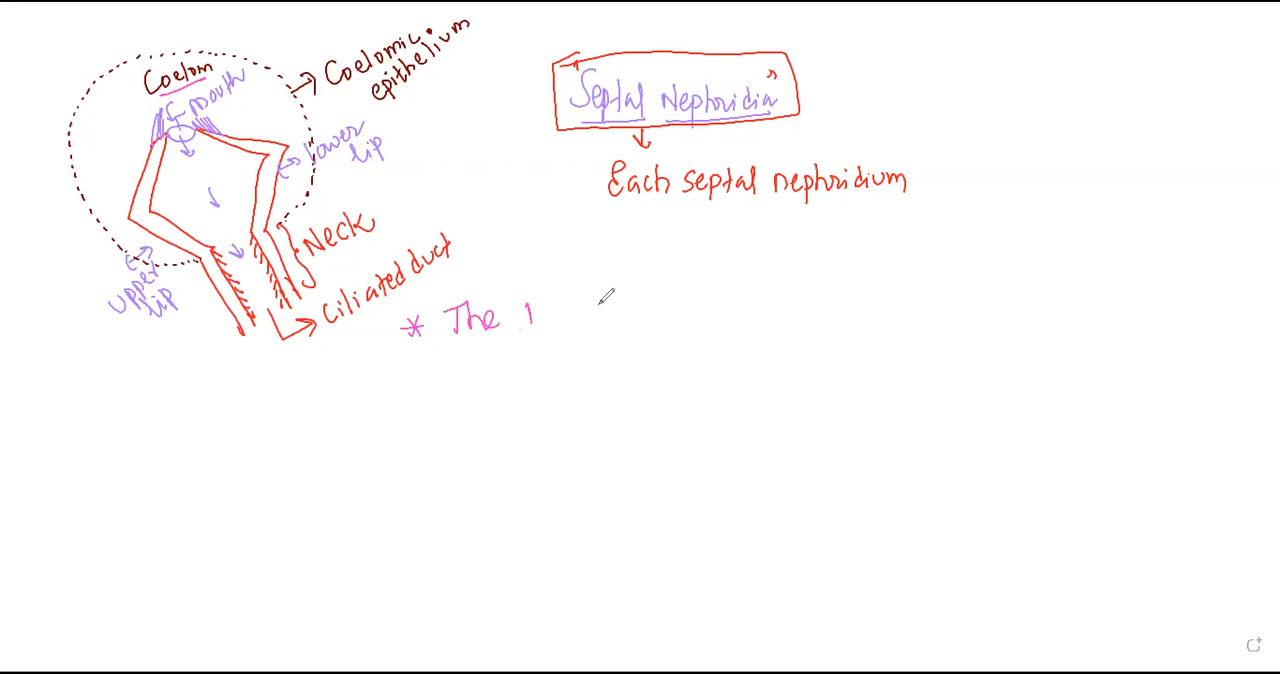 Coelom
mouth
Coelomic
epithelium
Lower
lip
upper
lip
Neck
Ciliated duct
Septal Nephridia
Each septal nephridium
* The